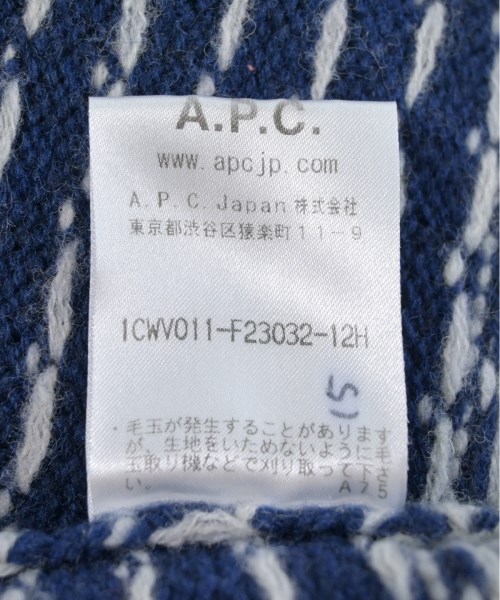 A.P.C.
www.apcjp.com
A.P.C.Japan 株式会社
東京都渋谷区猿楽町11-9
1CWV011-F23032-12H
15
・毛玉が発生することがあります
が、生地をいためないように毛
玉取り機などで刈り取って下さ
い。 A25